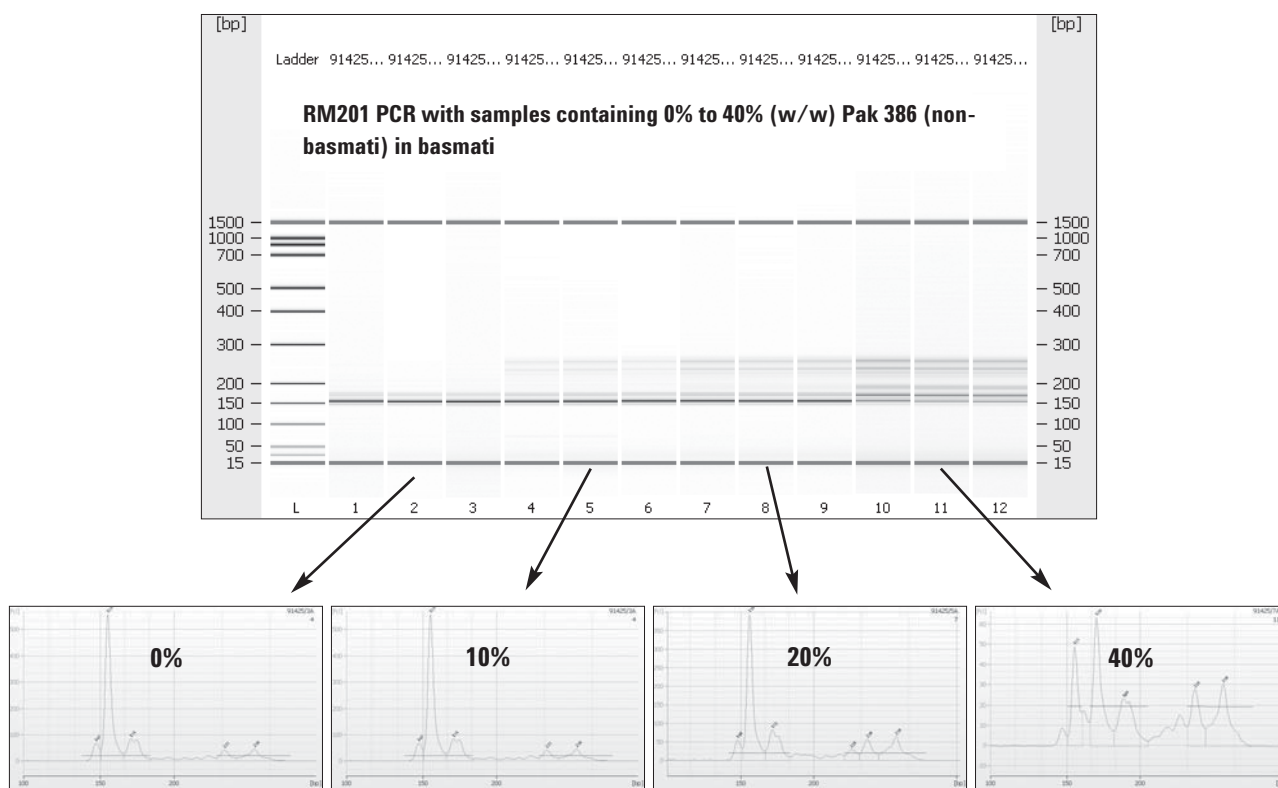 [bp] [bp]
Ladder 91425... 91425... 91425... 91425... 91425... 91425... 91425... 91425... 91425... 91425... 91425... 91425...
RM201 PCR with samples containing 0% to 40% (w/w) Pak 386 (non-
basmati) in basmati
1500 1500
1000 1000
700 700
500 500
400 400
300 300
200 200
150 150
100 100
50 50
15 15
L 1 2 3 4 5 6 7 8 9 10 11 12
0% 10% 20% 40%
100 150 200 [bp] 100 150 200 [bp] 150 200 [bp] 100 150 200 [bp]